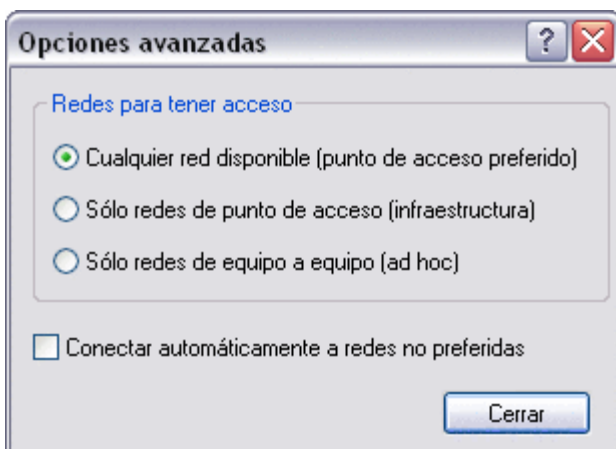 Opciones avanzadas
?
Redes para tener acceso
Cualquier red disponible (punto de acceso preferido)
Sólo redes de punto de acceso (infraestructura)
Sólo redes de equipo a equipo (ad hoc)
Conectar automáticamente a redes no preferidas
Cerrar